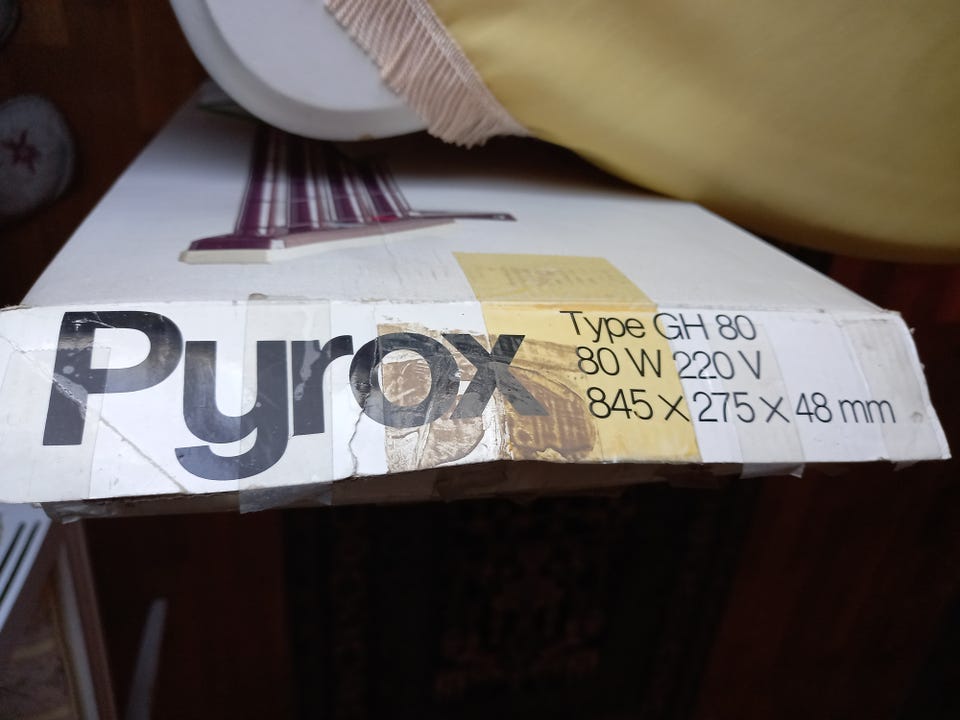 Pyrox
Type GH 80
80 W 220 V
845 x 275 x 48 mm